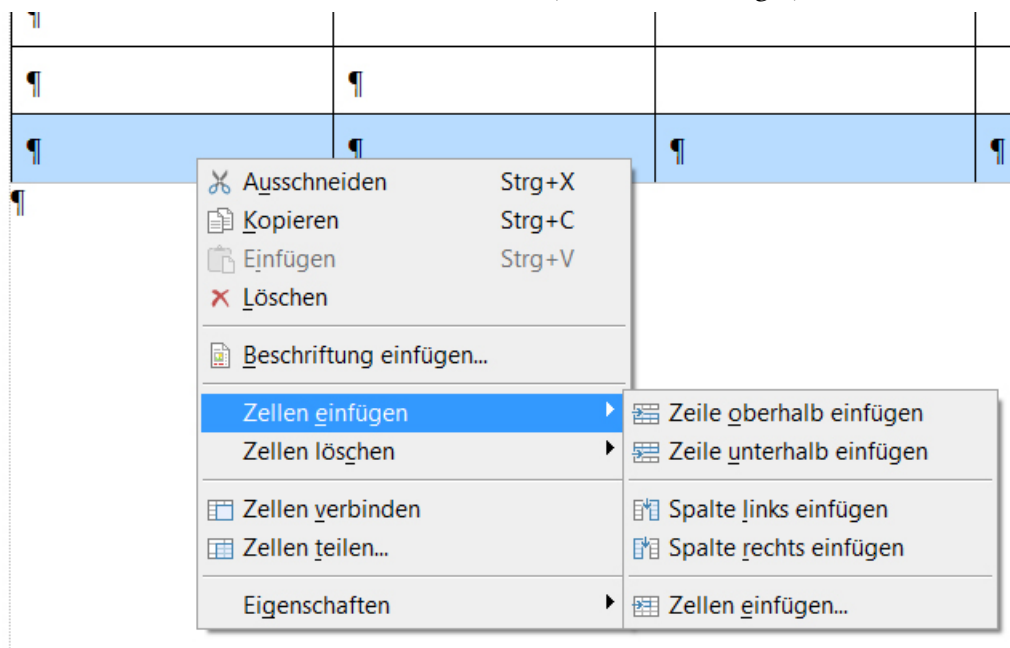 ¶
¶ ¶
¶ ¶ ¶ ¶
¶
Ausschneiden Strg+X
Kopieren Strg+C
Einfügen Strg+V
Löschen
Beschriftung einfügen...
Zellen einfügen
Zellen löschen
Zellen verbinden
Zellen teilen...
Eigenschaften
Zeile oberhalb einfügen
Zeile unterhalb einfügen
Spalte links einfügen
Spalte rechts einfügen
Zellen einfügen...